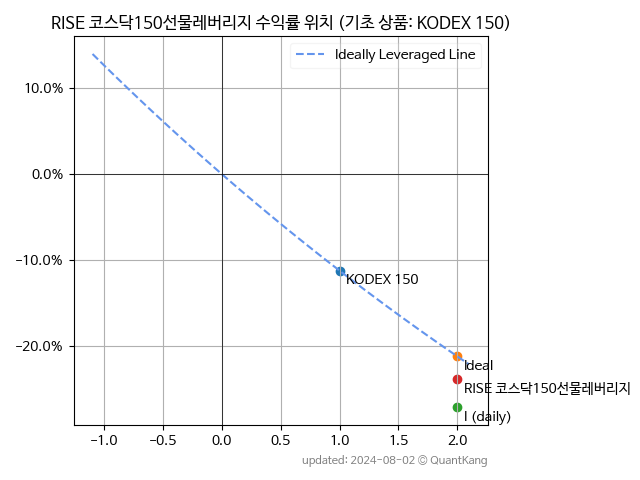 RISE 코스닥150선물레버리지 수익률 위치 (기초 상품: KODEX 150)
Ideally Leveraged Line
10.0%
0.0%
−10.0%
−20.0%
KODEX 150
Ideal
RISE 코스닥150선물레버리지
I (daily)
−1.0 −0.5 0.0 0.5 1.0 1.5 2.0
updated: 2024-08-02 © QuantKang